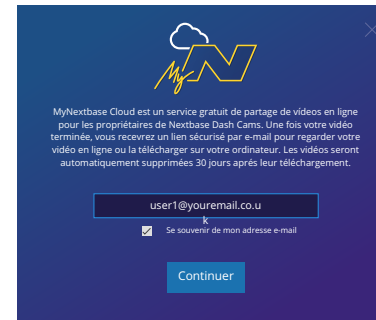 My N
MyNextbase Cloud est un service gratuit de partage de vídeos en ligne
pour les propriétaires de Nextbase Dash Cams. Une fois votre vidéo
terminée, vous recevrez un lien sécurisé par e-mail pour regarder votre
vidéo en ligne ou la télécharger sur votre ordinateur. Les vidéos seront
automatiquement supprimées 30 jours aprés leur téléchargement.
user1@youremail.co.u
k
Se souvenir de mon adresse e-mail
Continuer